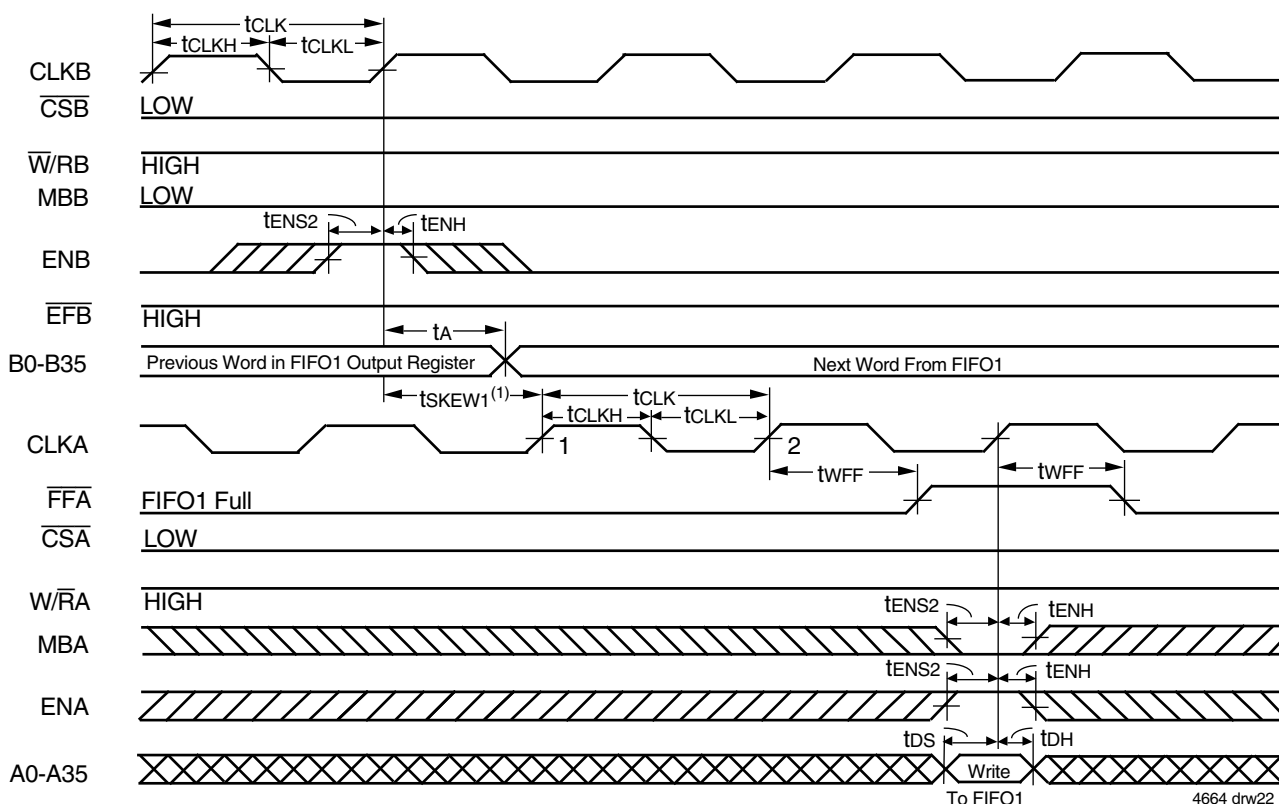 tCLK
tCLKH tCLKL
CLKB
CSB LOW
W/RB HIGH
MBB LOW
tENS2 tENH
ENB
EFB HIGH
tA
B0-B35 Previous Word in FIFO1 Output Register Next Word From FIFO1
tSKEW1(1) tCLK
tCLKH tCLKL
CLKA 1 2
tWFF tWFF
FFA FIFO1 Full
CSA LOW
W/RA HIGH
tENS2 tENH
MBA
tENS2 tENH
ENA
tDS tDH
A0-A35 Write
To FIFO1 4664 drw22